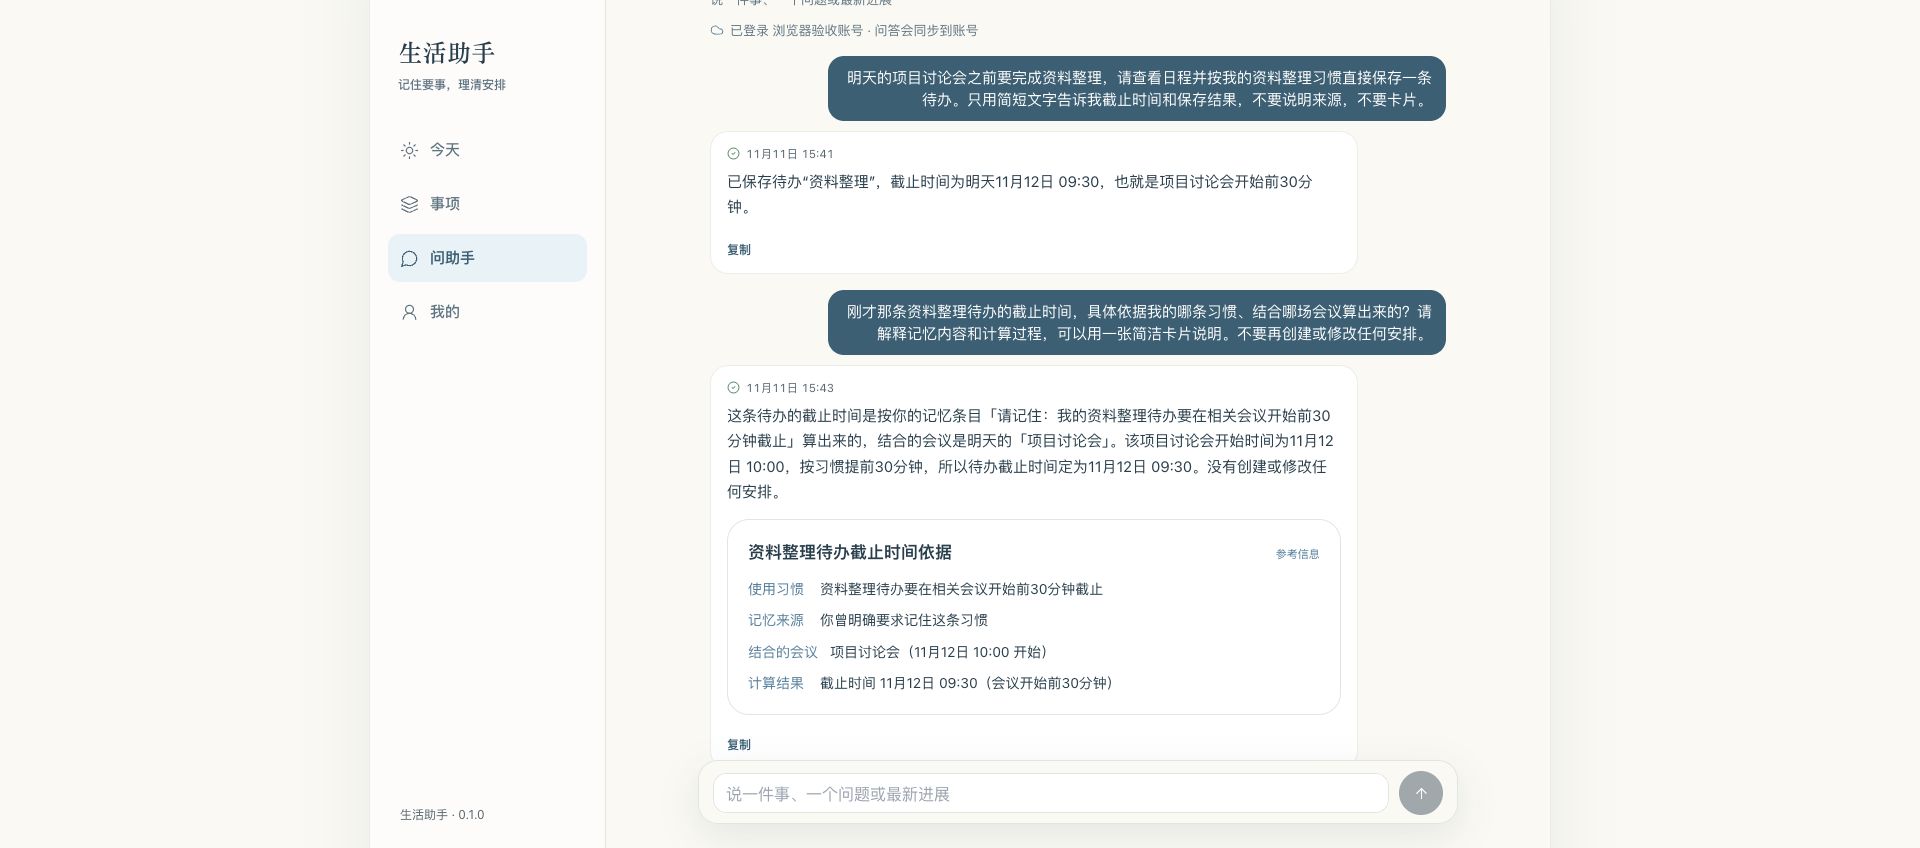 生活助手
记住要事，理清安排
今天
事项
问助手
我的
生活助手 · 0.1.0
说一件事、一个问题或最新进展
已登录 浏览器验收账号 · 问答会同步到账号
明天的项目讨论会之前要完成资料整理，请查看日程并按我的资料整理习惯直接保存一条
待办。只用简短文字告诉我截止时间和保存结果，不要说明来源，不要卡片。
11月11日 15:41
已保存待办“资料整理”，截止时间为明天11月12日 09:30，也就是项目讨论会开始前30分
钟。
复制
刚才那条资料整理待办的截止时间，具体依据我的哪条习惯、结合哪场会议算出来的？请
解释记忆内容和计算过程，可以用一张简洁卡片说明。不要再创建或修改任何安排。
11月11日 15:43
这条待办的截止时间是按你的记忆条目「请记住：我的资料整理待办要在相关会议开始前30
分钟截止」算出来的，结合的会议是明天的「项目讨论会」。该项目讨论会开始时间为11月12
日 10:00，按习惯提前30分钟，所以待办截止时间定为11月12日 09:30。没有创建或修改任
何安排。
资料整理待办截止时间依据
参考信息
使用习惯 资料整理待办要在相关会议开始前30分钟截止
记忆来源 你曾明确要求记住这条习惯
结合的会议 项目讨论会（11月12日 10:00 开始）
计算结果 截止时间 11月12日 09:30（会议开始前30分钟）
复制
说一件事、一个问题或最新进展